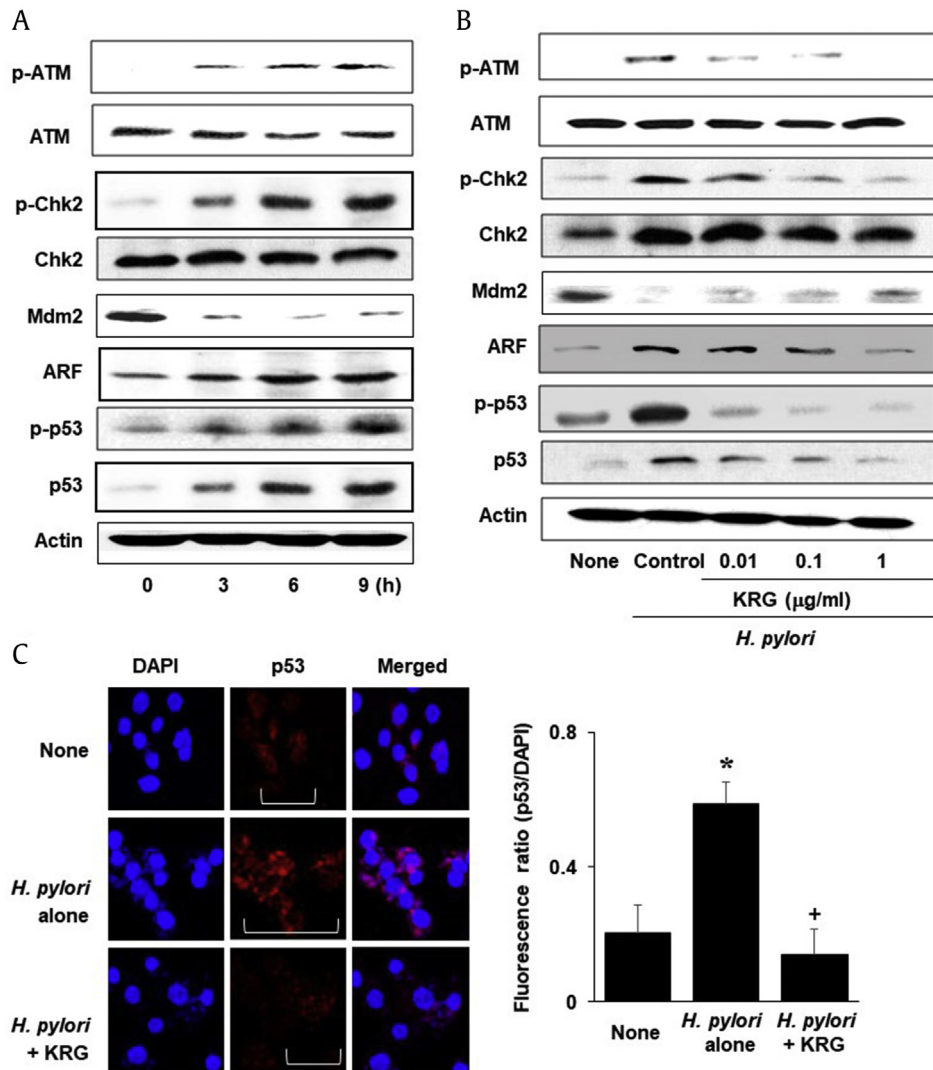 A
p-ATM
ATM
p-Chk2
Chk2
Mdm2
ARF
p-p53
p53
Actin
0 3 6 9 (h)
B
p-ATM
ATM
p-Chk2
Chk2
Mdm2
ARF
p-p53
p53
Actin
None Control 0.01 0.1 1
KRG (μg/ml)
H. pylori
C
DAPI p53 Merged
None
H. pylori
alone
H. pylori
+ KRG
Fluorescence ratio (p53/DAPI)
0.8
0.4
0
*
+
None H. pylori H. pylori
alone + KRG